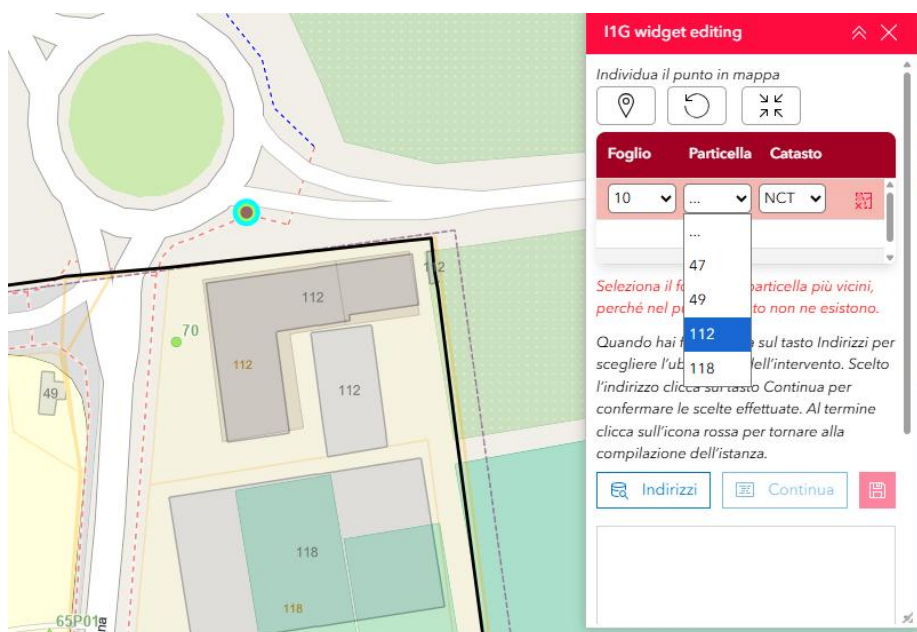 I1G widget editing
Individua il punto in mappa
Foglio Particella Catasto
10 ... NCT
...
47
49
112
118
Seleziona il fo particella più vicini,
perché nel pu to non ne esistono.
Quando hai f a sul tasto Indirizzi per
scegliere l'ub dell'intervento. Scelto
l'indirizzo clicca sul tasto Continua per
confermare le scelte effettuate. Al termine
clicca sull'icona rossa per tornare alla
compilazione dell'istanza.
Indirizzi Continua
112
112
70
112
112
49
118
118
65P01
na